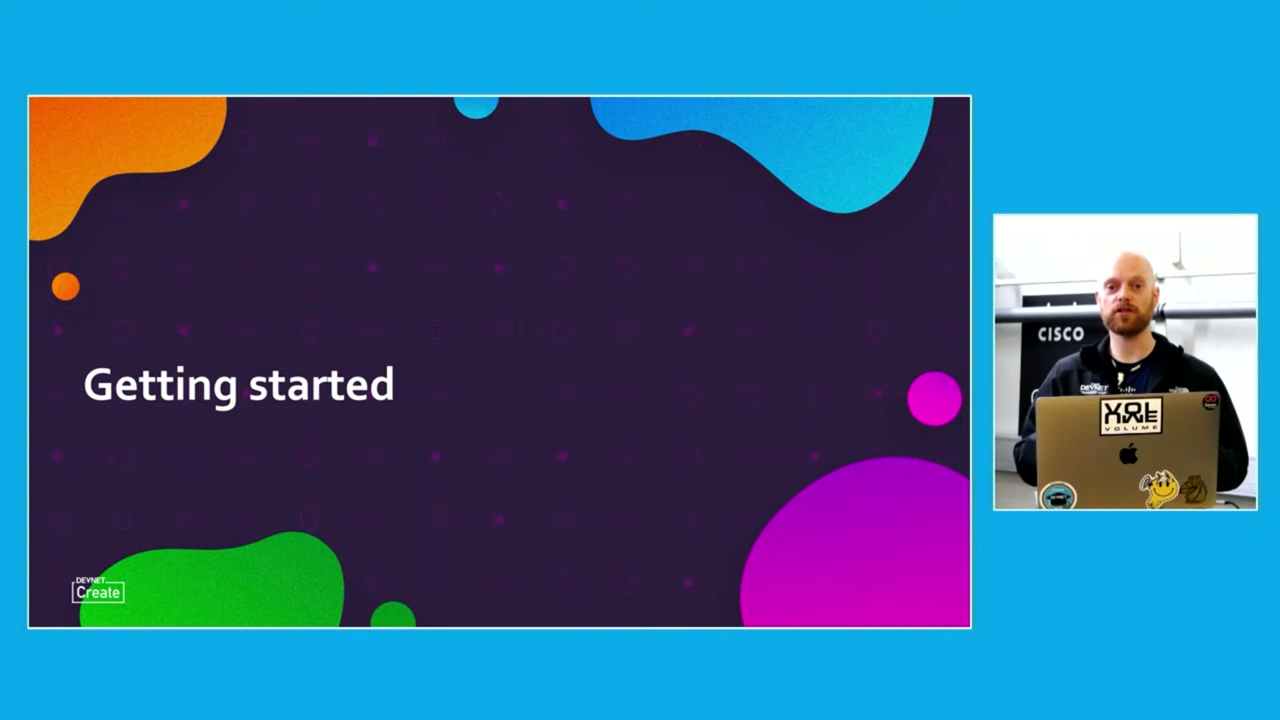 Getting started
DEVNET
Create
CISCO
DEVNET
VOLUME